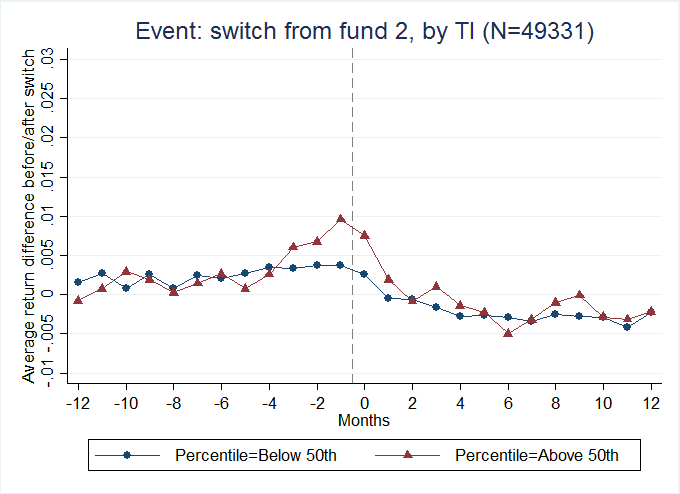 Event: switch from fund 2, by TI (N=49331)
Average return difference before/after switch
.03
.025
.02
.015
.01
.005
0
-.005
-.01
-12 -10 -8 -6 -4 -2 0 2 4 6 8 10 12
Months
Percentile=Below 50th Percentile=Above 50th